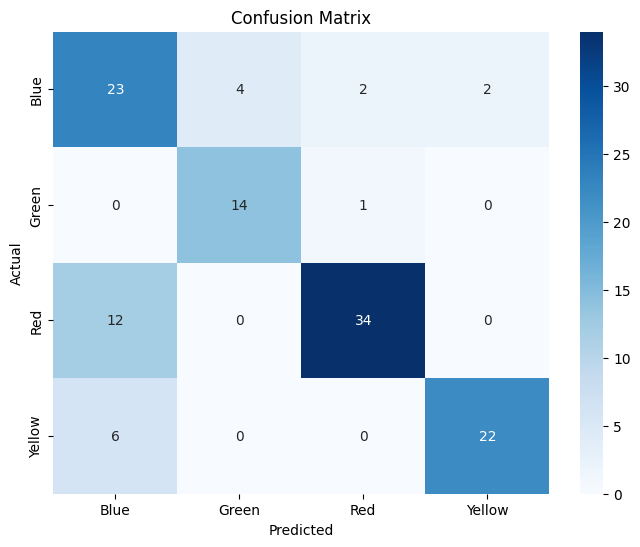 Confusion Matrix
Blue 23 4 2 2
Green 0 14 1 0
Red 12 0 34 0
Yellow 6 0 0 22
Blue Green Red Yellow
Predicted
Actual
30
25
20
15
10
5
0